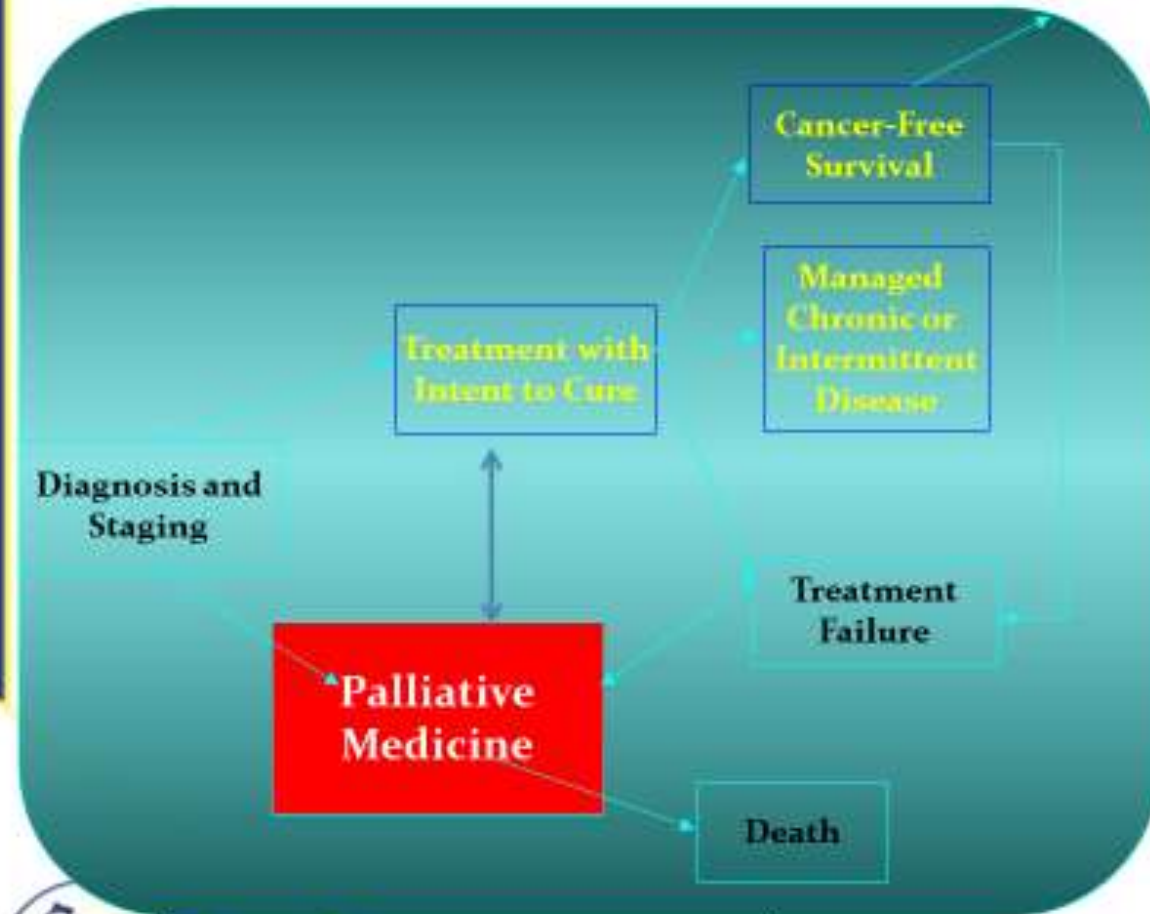 Cancer-Free
Survival
Managed
Chronic or
Intermittent
Disease
Treatment with
Intent to Cure
Diagnosis and
Staging
Treatment
Failure
Palliative
Medicine
Death